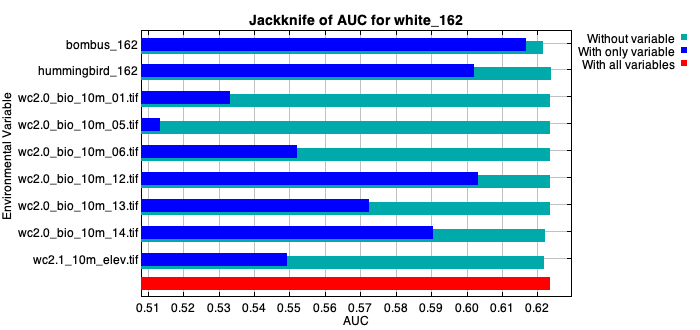 Jackknife of AUC for white_162
Without variable
With only variable
With all variables
Environmental Variable
bombus_162
hummingbird_162
wc2.0_bio_10m_01.tif
wc2.0_bio_10m_05.tif
wc2.0_bio_10m_06.tif
wc2.0_bio_10m_12.tif
wc2.0_bio_10m_13.tif
wc2.0_bio_10m_14.tif
wc2.1_10m_elev.tif
0.51 0.52 0.53 0.54 0.55 0.56 0.57 0.58 0.59 0.60 0.61 0.62
AUC